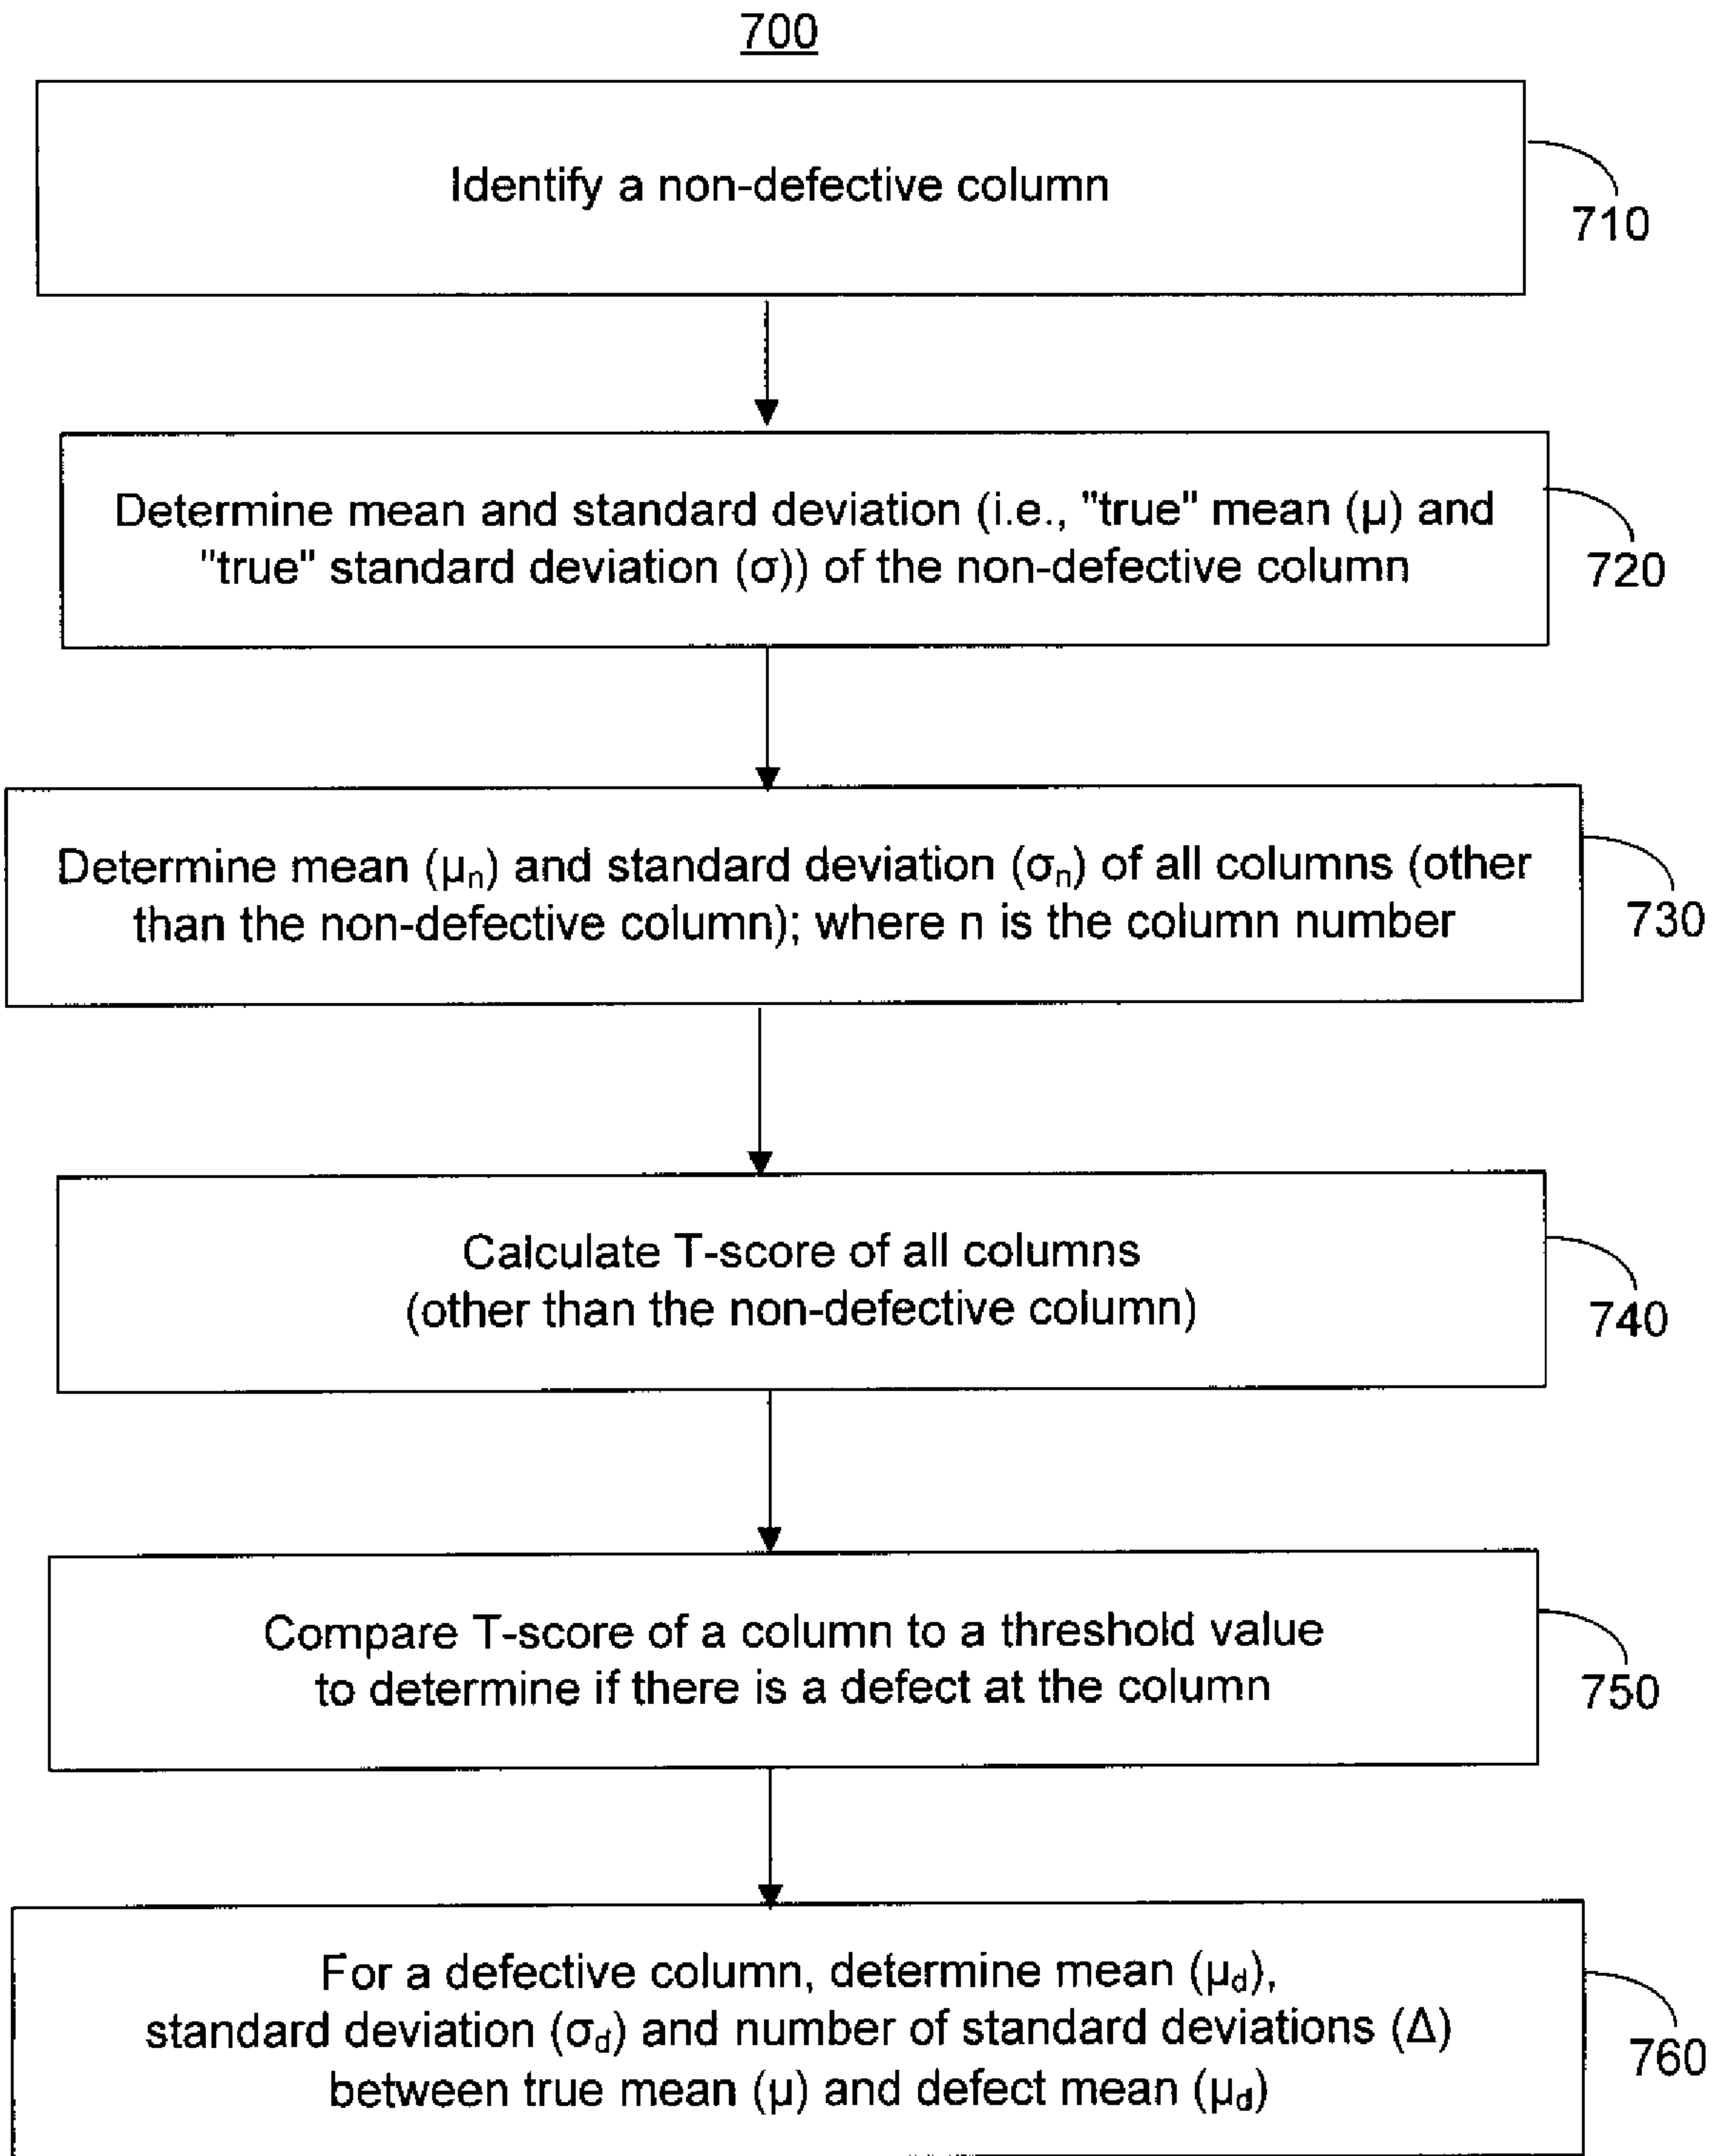 700
Identify a non-defective column
710
Determine mean and standard deviation (i.e., "true" mean (μ) and
"true" standard deviation (σ)) of the non-defective column
720
Determine mean (μₙ) and standard deviation (σₙ) of all columns (other
than the non-defective column); where n is the column number
730
Calculate T-score of all columns
(other than the non-defective column)
740
Compare T-score of a column to a threshold value
to determine if there is a defect at the column
750
For a defective column, determine mean (μd),
standard deviation (σd) and number of standard deviations (Δ)
between true mean (μ) and defect mean (μd)
760